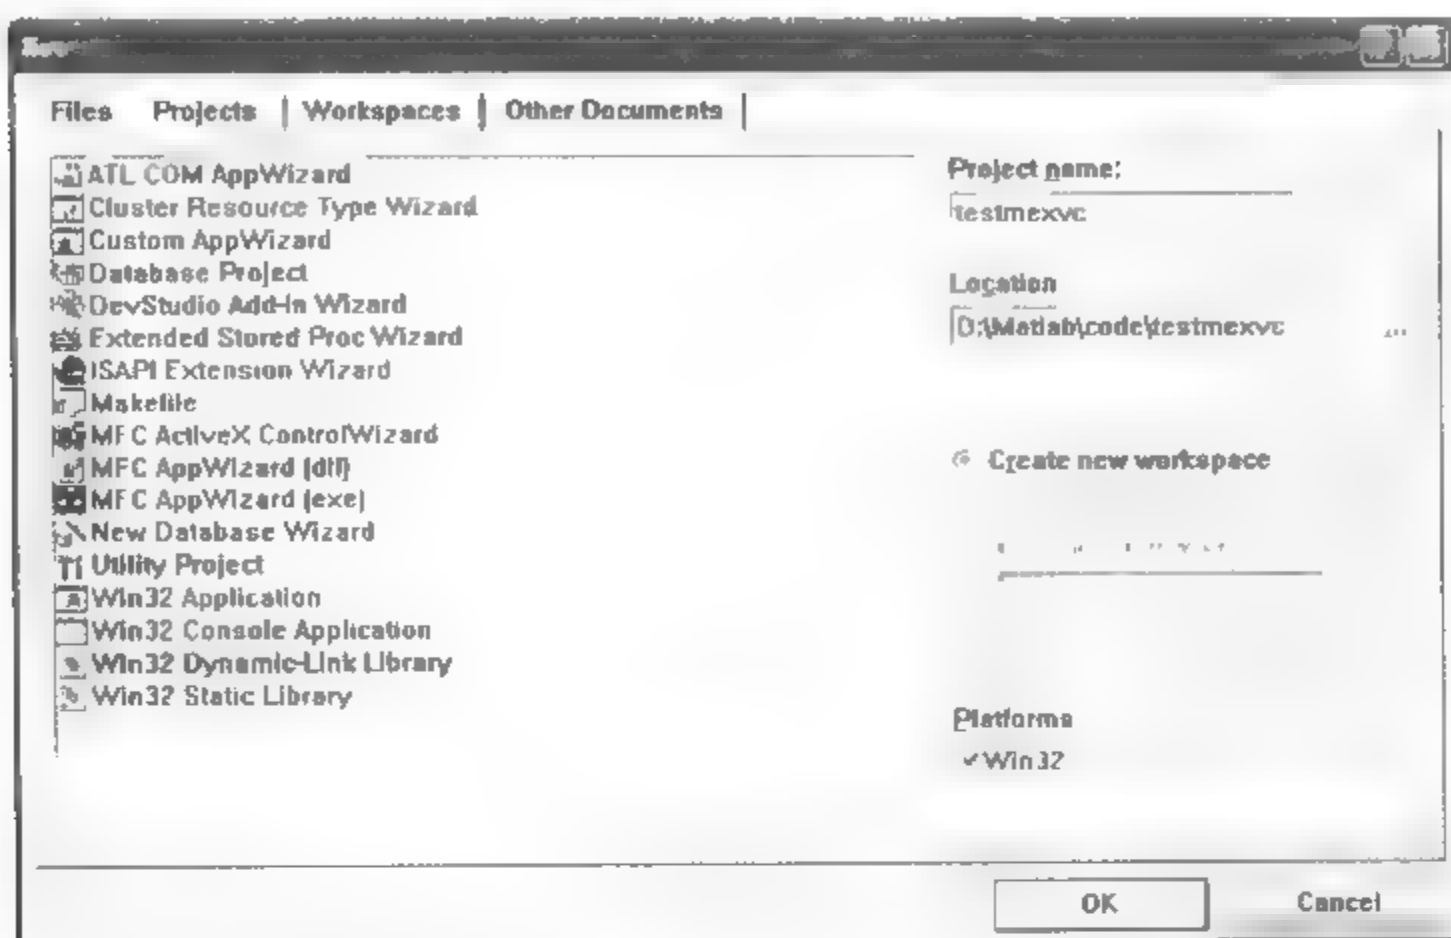 Files Projects Workspaces Other Documents
ATL COM AppWizard
Cluster Resource Type Wizard
Custom AppWizard
Database Project
DevStudio Add-in Wizard
Extended Stored Proc Wizard
ISAPI Extension Wizard
Makefile
MFC ActiveX ControlWizard
MFC AppWizard (dll)
MFC AppWizard (exe)
New Database Wizard
Utility Project
Win32 Application
Win32 Console Application
Win32 Dynamic-Link Library
Win32 Static Library
Project name:
testmexvc
Location
D:\Matlab\code\testmexvc
...
Create new workspace
Platforms
Win32
OK Cancel